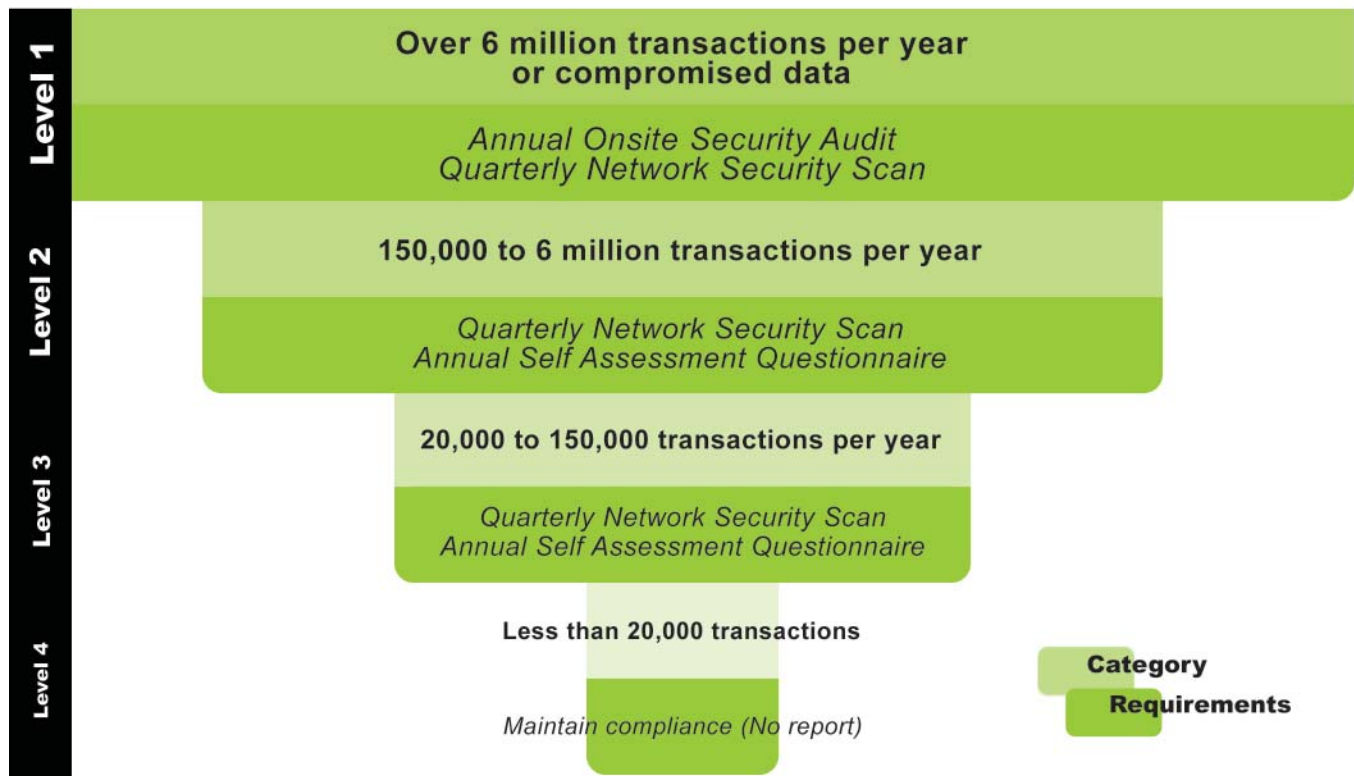 Level 1
Over 6 million transactions per year
or compromised data
Annual Onsite Security Audit
Quarterly Network Security Scan
Level 2
150,000 to 6 million transactions per year
Quarterly Network Security Scan
Annual Self Assessment Questionnaire
Level 3
20,000 to 150,000 transactions per year
Quarterly Network Security Scan
Annual Self Assessment Questionnaire
Level 4
Less than 20,000 transactions
Maintain compliance (No report)
Category
Requirements